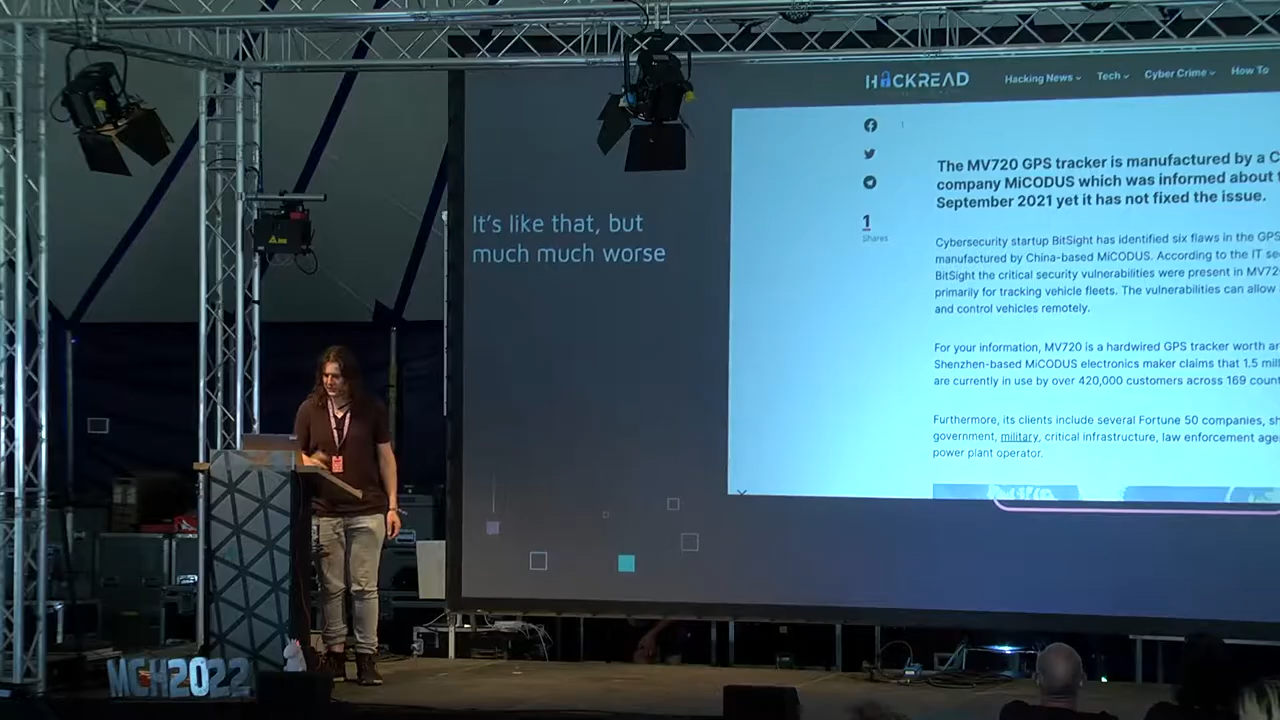 HACKREAD
Hacking News Tech Cyber Crime How To
The MV720 GPS tracker is manufactured by a C
company MiCODUS which was informed about
September 2021 yet it has not fixed the issue.
1
Shares
It's like that, but
much much worse
Cybersecurity startup BitSight has identified six flaws in the GPS
manufactured by China-based MiCODUS. According to the IT se
BitSight the critical security vulnerabilities were present in MV72
primarily for tracking vehicle fleets. The vulnerabilities can allow
and control vehicles remotely.
For your information, MV720 is a hardwired GPS tracker worth ar
Shenzhen-based MiCODUS electronics maker claims that 1.5 mil
are currently in use by over 420,000 customers across 169 count
Furthermore, its clients include several Fortune 50 companies, sh
government, military, critical infrastructure, law enforcement age
power plant operator.
MCH2022